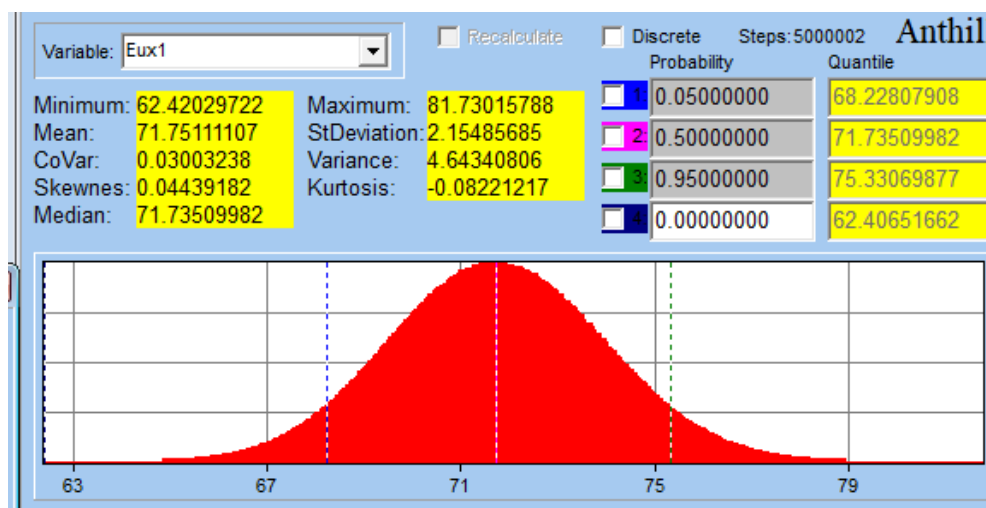 Variable: Eux1 Recalculate Discrete Steps:5000002 Anthil
Probability Quantile
Minimum: 62.42029722 Maximum: 81.73015788 1: 0.05000000 68.22807908
Mean: 71.75111107 StDeviation: 2.15485685 2: 0.50000000 71.73509982
CoVar: 0.03003238 Variance: 4.64340806 3: 0.95000000 75.33069877
Skewnes: 0.04439182 Kurtosis: -0.08221217
Median: 71.73509982 4 0.00000000 62.40651662
63 67 71 75 79